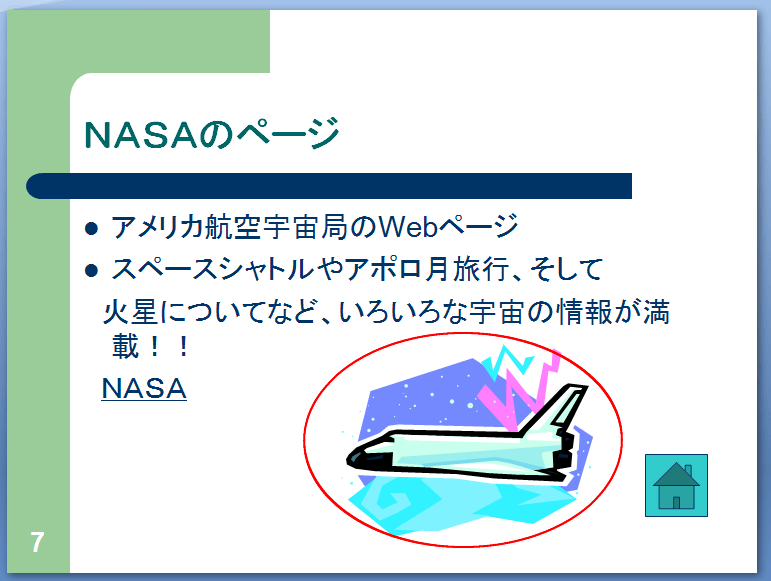 NASAのページ
アメリカ航空宇宙局のWebページ
スペースシャトルやアポロ月旅行、そして
火星についてなど、いろいろな宇宙の情報が満
載！！
NASA
7